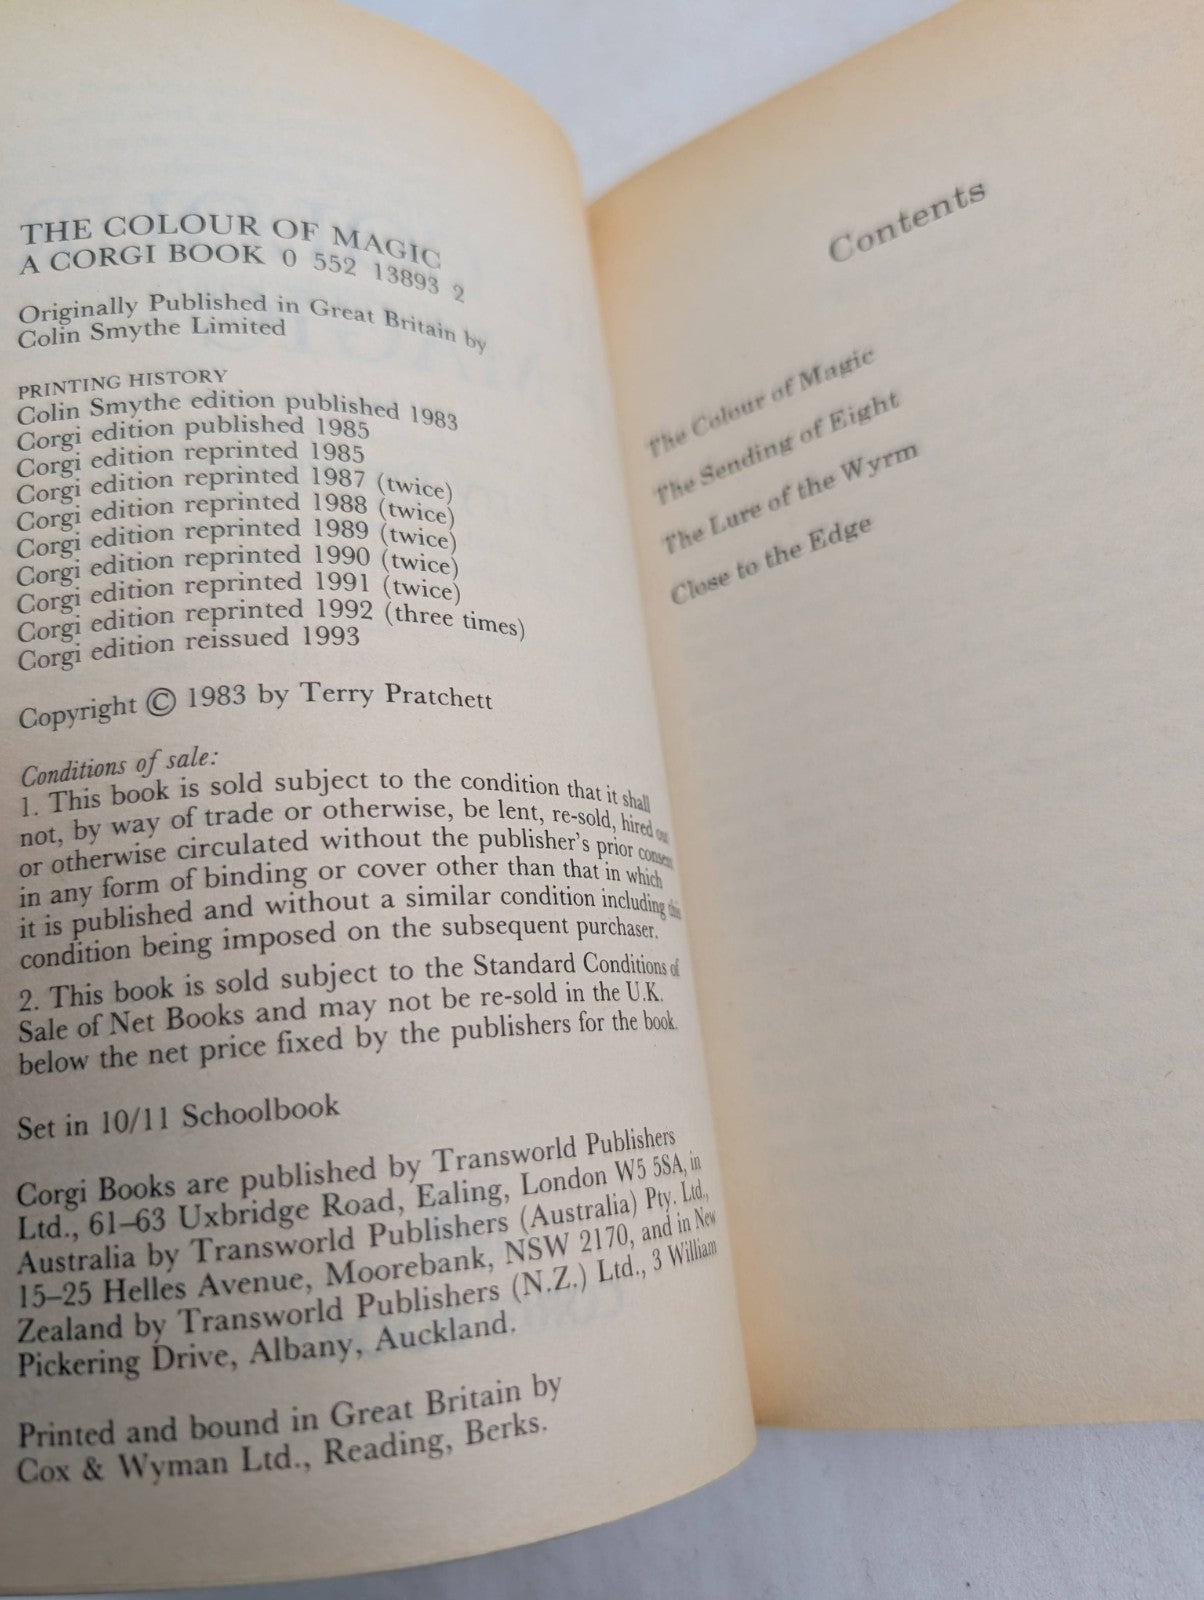 THE COLOUR OF MAGIC
A CORGI BOOK 0 552 13893 2
Originally Published in Great Britain by
Colin Smythe Limited
PRINTING HISTORY
Colin Smythe edition published 1983
Corgi edition published 1985
Corgi edition reprinted 1985
Corgi edition reprinted 1987 (twice)
Corgi edition reprinted 1988 (twice)
Corgi edition reprinted 1989 (twice)
Corgi edition reprinted 1990 (twice)
Corgi edition reprinted 1991 (twice)
Corgi edition reprinted 1992 (three times)
Corgi edition reissued 1993
Copyright © 1983 by Terry Pratchett
Conditions of sale:
1. This book is sold subject to the condition that it shall
not, by way of trade or otherwise, be lent, re-sold, hired out
or otherwise circulated without the publisher's prior consent
in any form of binding or cover other than that in which
it is published and without a similar condition including this
condition being imposed on the subsequent purchaser.
2. This book is sold subject to the Standard Conditions of
Sale of Net Books and may not be re-sold in the U.K.
below the net price fixed by the publishers for the book.
Set in 10/11 Schoolbook
Corgi Books are published by Transworld Publishers
Ltd., 61–63 Uxbridge Road, Ealing, London W5 5SA, in
Australia by Transworld Publishers (Australia) Pty. Ltd.,
15–25 Helles Avenue, Moorebank, NSW 2170, and in New
Zealand by Transworld Publishers (N.Z.) Ltd., 3 William
Pickering Drive, Albany, Auckland.
Printed and bound in Great Britain by
Cox & Wyman Ltd., Reading, Berks.
Contents
The Colour of Magic
The Sending of Eight
The Lure of the Wyrm
Close to the Edge